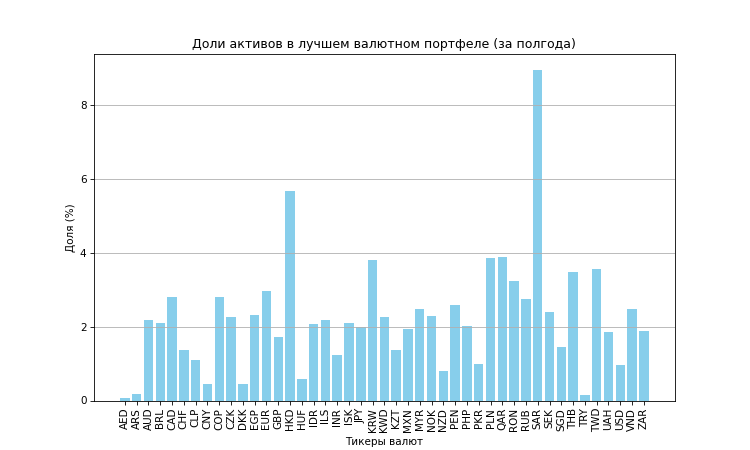 Доли активов в лучшем валютном портфеле (за полгода)
Доля (%)
8
6
4
2
0
AED ARS AUD BRL CAD CHF CLP CNY COP CZK DKK EGP EUR GBP HKD HUF IDR ILS INR ISK JPY KRW KWD KZT MXN MYR NOK NZD PEN PHP PKR PLN QAR RON RUB SAR SEK SGD THB TRY TWD UAH USD VND ZAR
Тикеры валют